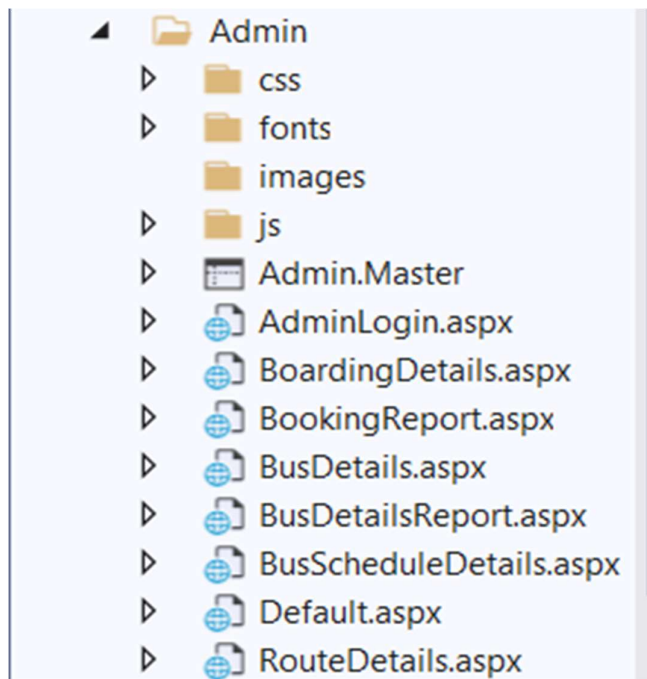 Admin
css
fonts
images
js
Admin.Master
AdminLogin.aspx
BoardingDetails.aspx
BookingReport.aspx
BusDetails.aspx
BusDetailsReport.aspx
BusScheduleDetails.aspx
Default.aspx
RouteDetails.aspx